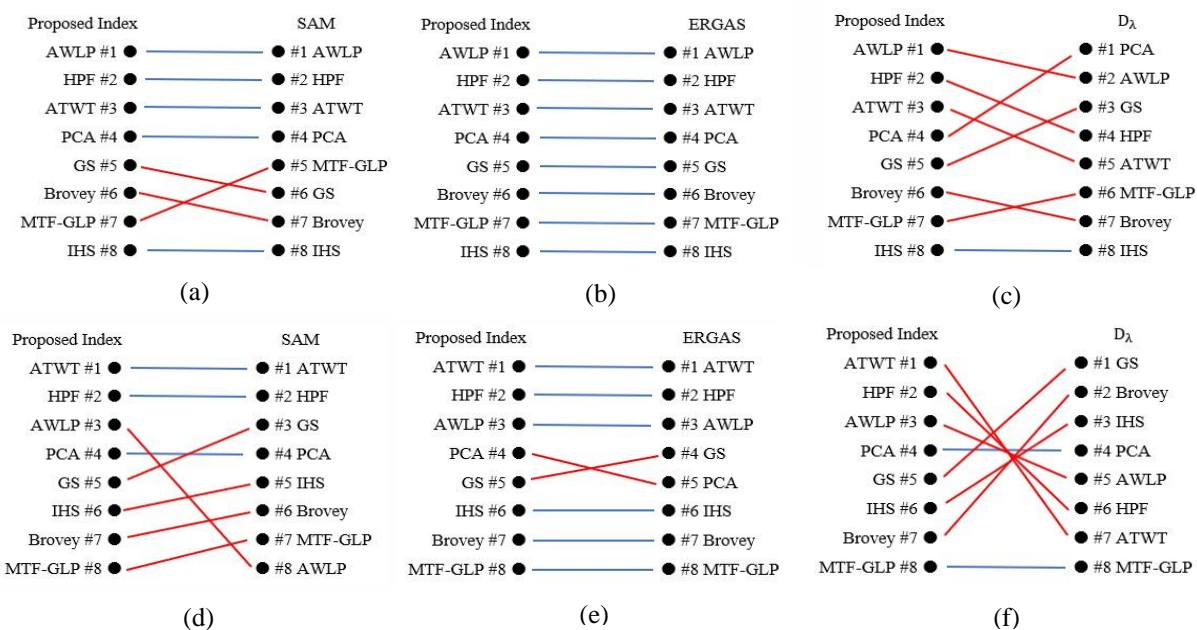 Proposed Index SAM
AWLP #1 #1 AWLP
HPF #2 #2 HPF
ATWT #3 #3 ATWT
PCA #4 #4 PCA
GS #5 #5 MTF-GLP
Brovey #6 #6 GS
MTF-GLP #7 #7 Brovey
IHS #8 #8 IHS
(a)
Proposed Index ERGAS
AWLP #1 #1 AWLP
HPF #2 #2 HPF
ATWT #3 #3 ATWT
PCA #4 #4 PCA
GS #5 #5 GS
Brovey #6 #6 Brovey
MTF-GLP #7 #7 MTF-GLP
IHS #8 #8 IHS
(b)
Proposed Index Dλ
AWLP #1 #1 PCA
HPF #2 #2 AWLP
ATWT #3 #3 GS
PCA #4 #4 HPF
GS #5 #5 ATWT
Brovey #6 #6 MTF-GLP
MTF-GLP #7 #7 Brovey
IHS #8 #8 IHS
(c)
Proposed Index SAM
ATWT #1 #1 ATWT
HPF #2 #2 HPF
AWLP #3 #3 GS
PCA #4 #4 PCA
GS #5 #5 IHS
IHS #6 #6 Brovey
Brovey #7 #7 MTF-GLP
MTF-GLP #8 #8 AWLP
(d)
Proposed Index ERGAS
ATWT #1 #1 ATWT
HPF #2 #2 HPF
AWLP #3 #3 AWLP
PCA #4 #4 GS
GS #5 #5 PCA
IHS #6 #6 IHS
Brovey #7 #7 Brovey
MTF-GLP #8 #8 MTF-GLP
(e)
Proposed Index Dλ
ATWT #1 #1 GS
HPF #2 #2 Brovey
AWLP #3 #3 IHS
PCA #4 #4 PCA
GS #5 #5 AWLP
IHS #6 #6 HPF
Brovey #7 #7 ATWT
MTF-GLP #8 #8 MTF-GLP
(f)